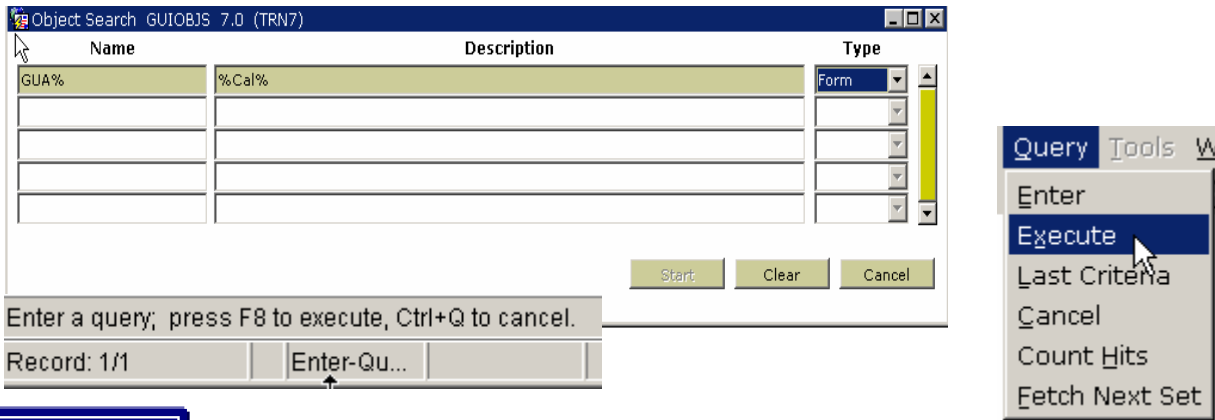 Object Search GUIOBJS 7.0 (TRN7)
Name Description Type
GUA% %Cal% Form
Start Clear Cancel
Enter a query; press F8 to execute, Ctrl+Q to cancel.
Record: 1/1 Enter-Qu...
Query Tools W
Enter
Execute
Last Criteria
Cancel
Count Hits
Fetch Next Set